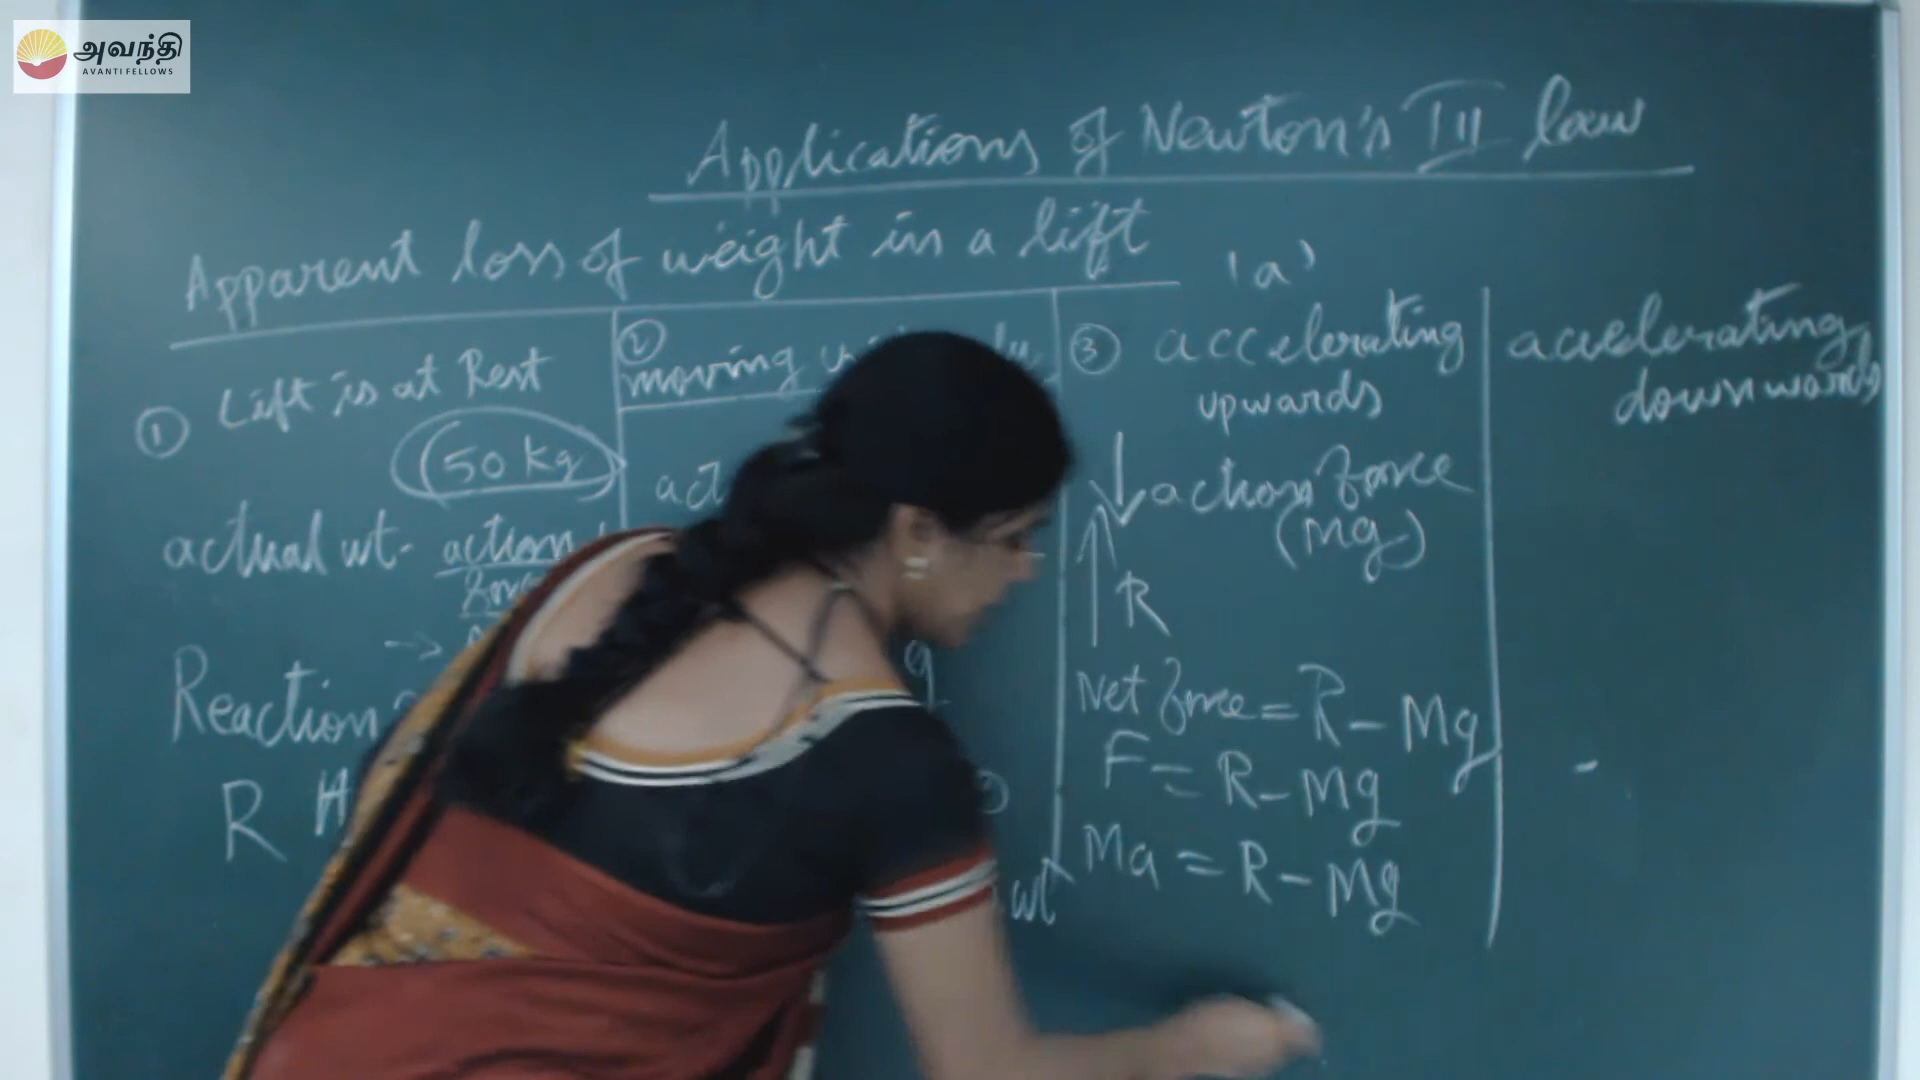 அவந்தி
AVANTI FELLOWS
Applications of Newton's III law
Apparent loss of weight in a lift
'a'
① Lift is at Rest
(50 kg)
actual wt. action
Reaction
R
②
moving
wt
③ accelerating
upwards
action force
(Mg)
R
Net force = R - Mg
F = R - Mg
Ma = R - Mg
accelerating
downwards